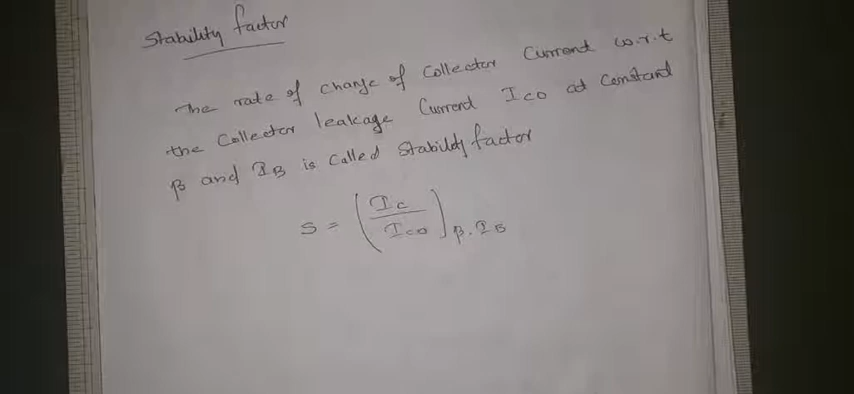 Stability factor
The rate of change of Collector Current w.r.t
the Collector leakage Current ICO at Constant
β and IB is Called Stability factor
S = (IC / ICO) β, IB